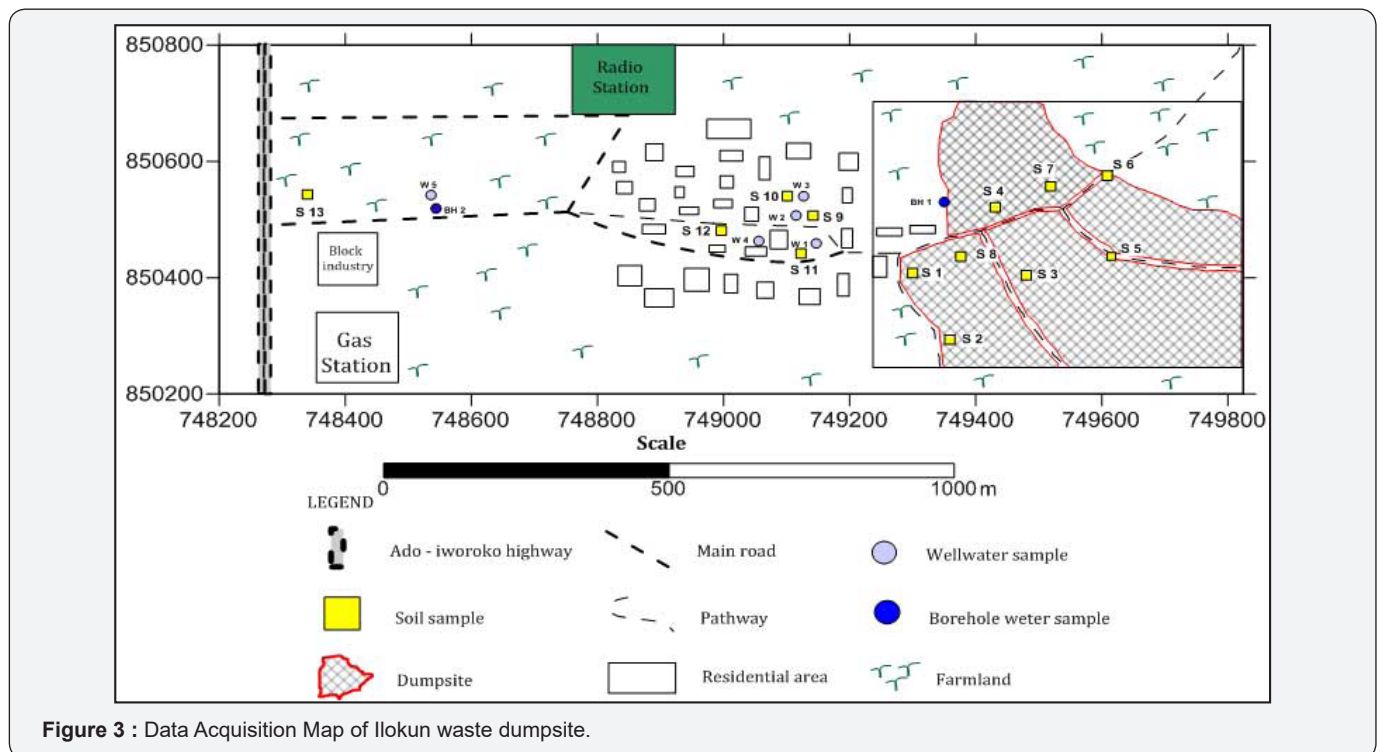 850800
Radio
Station
850600
S 7
S 6
S 10
W 3
S 4
BH 1
W 5
BH 2
S 13
W 2
S 9
S 12
W 4
W 1
S 11
S 8
S 5
S 1
S 3
Block
industry
850400
S 2
Gas
Station
850200
748200 748400 748600 748800 749000 749200 749400 749600 749800
Scale
0 500 1000 m
LEGEND
Ado - iworoko highway
Main road
Wellwater sample
Soil sample
Pathway
Borehole weter sample
Dumpsite
Residential area
Farmland
Figure 3 : Data Acquisition Map of Ilokun waste dumpsite.